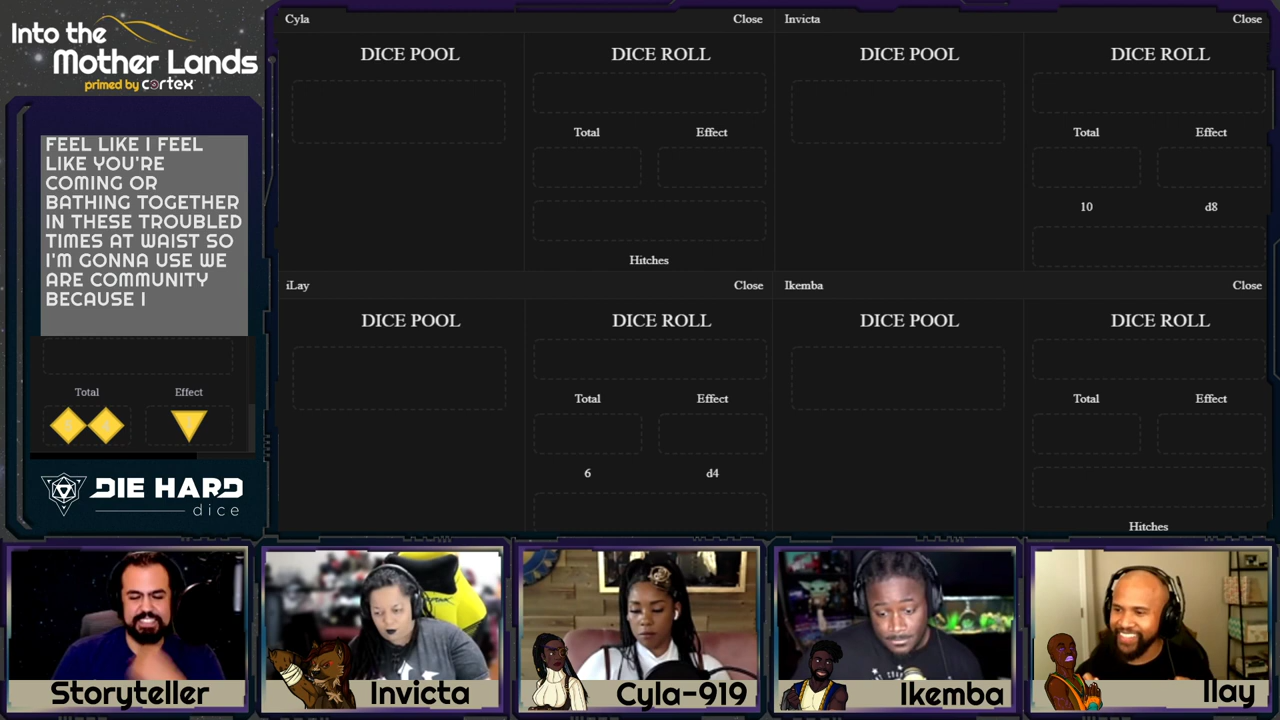 Into the
Mother Lands
primed by cortex
FEEL LIKE I FEEL
LIKE YOU'RE
COMING OR
BATHING TOGETHER
IN THESE TROUBLED
TIMES AT WAIST SO
I'M GONNA USE WE
ARE COMMUNITY
BECAUSE I
Total Effect
DIE HARD
dice
Cyla Close
DICE POOL DICE ROLL
Total Effect
Hitches
Invicta Close
DICE POOL DICE ROLL
Total Effect
10 d8
iLay Close
DICE POOL DICE ROLL
Total Effect
6 d4
Ikemba Close
DICE POOL DICE ROLL
Total Effect
Hitches
Storyteller
Invicta
Cyla-919
Ikemba
Ilay